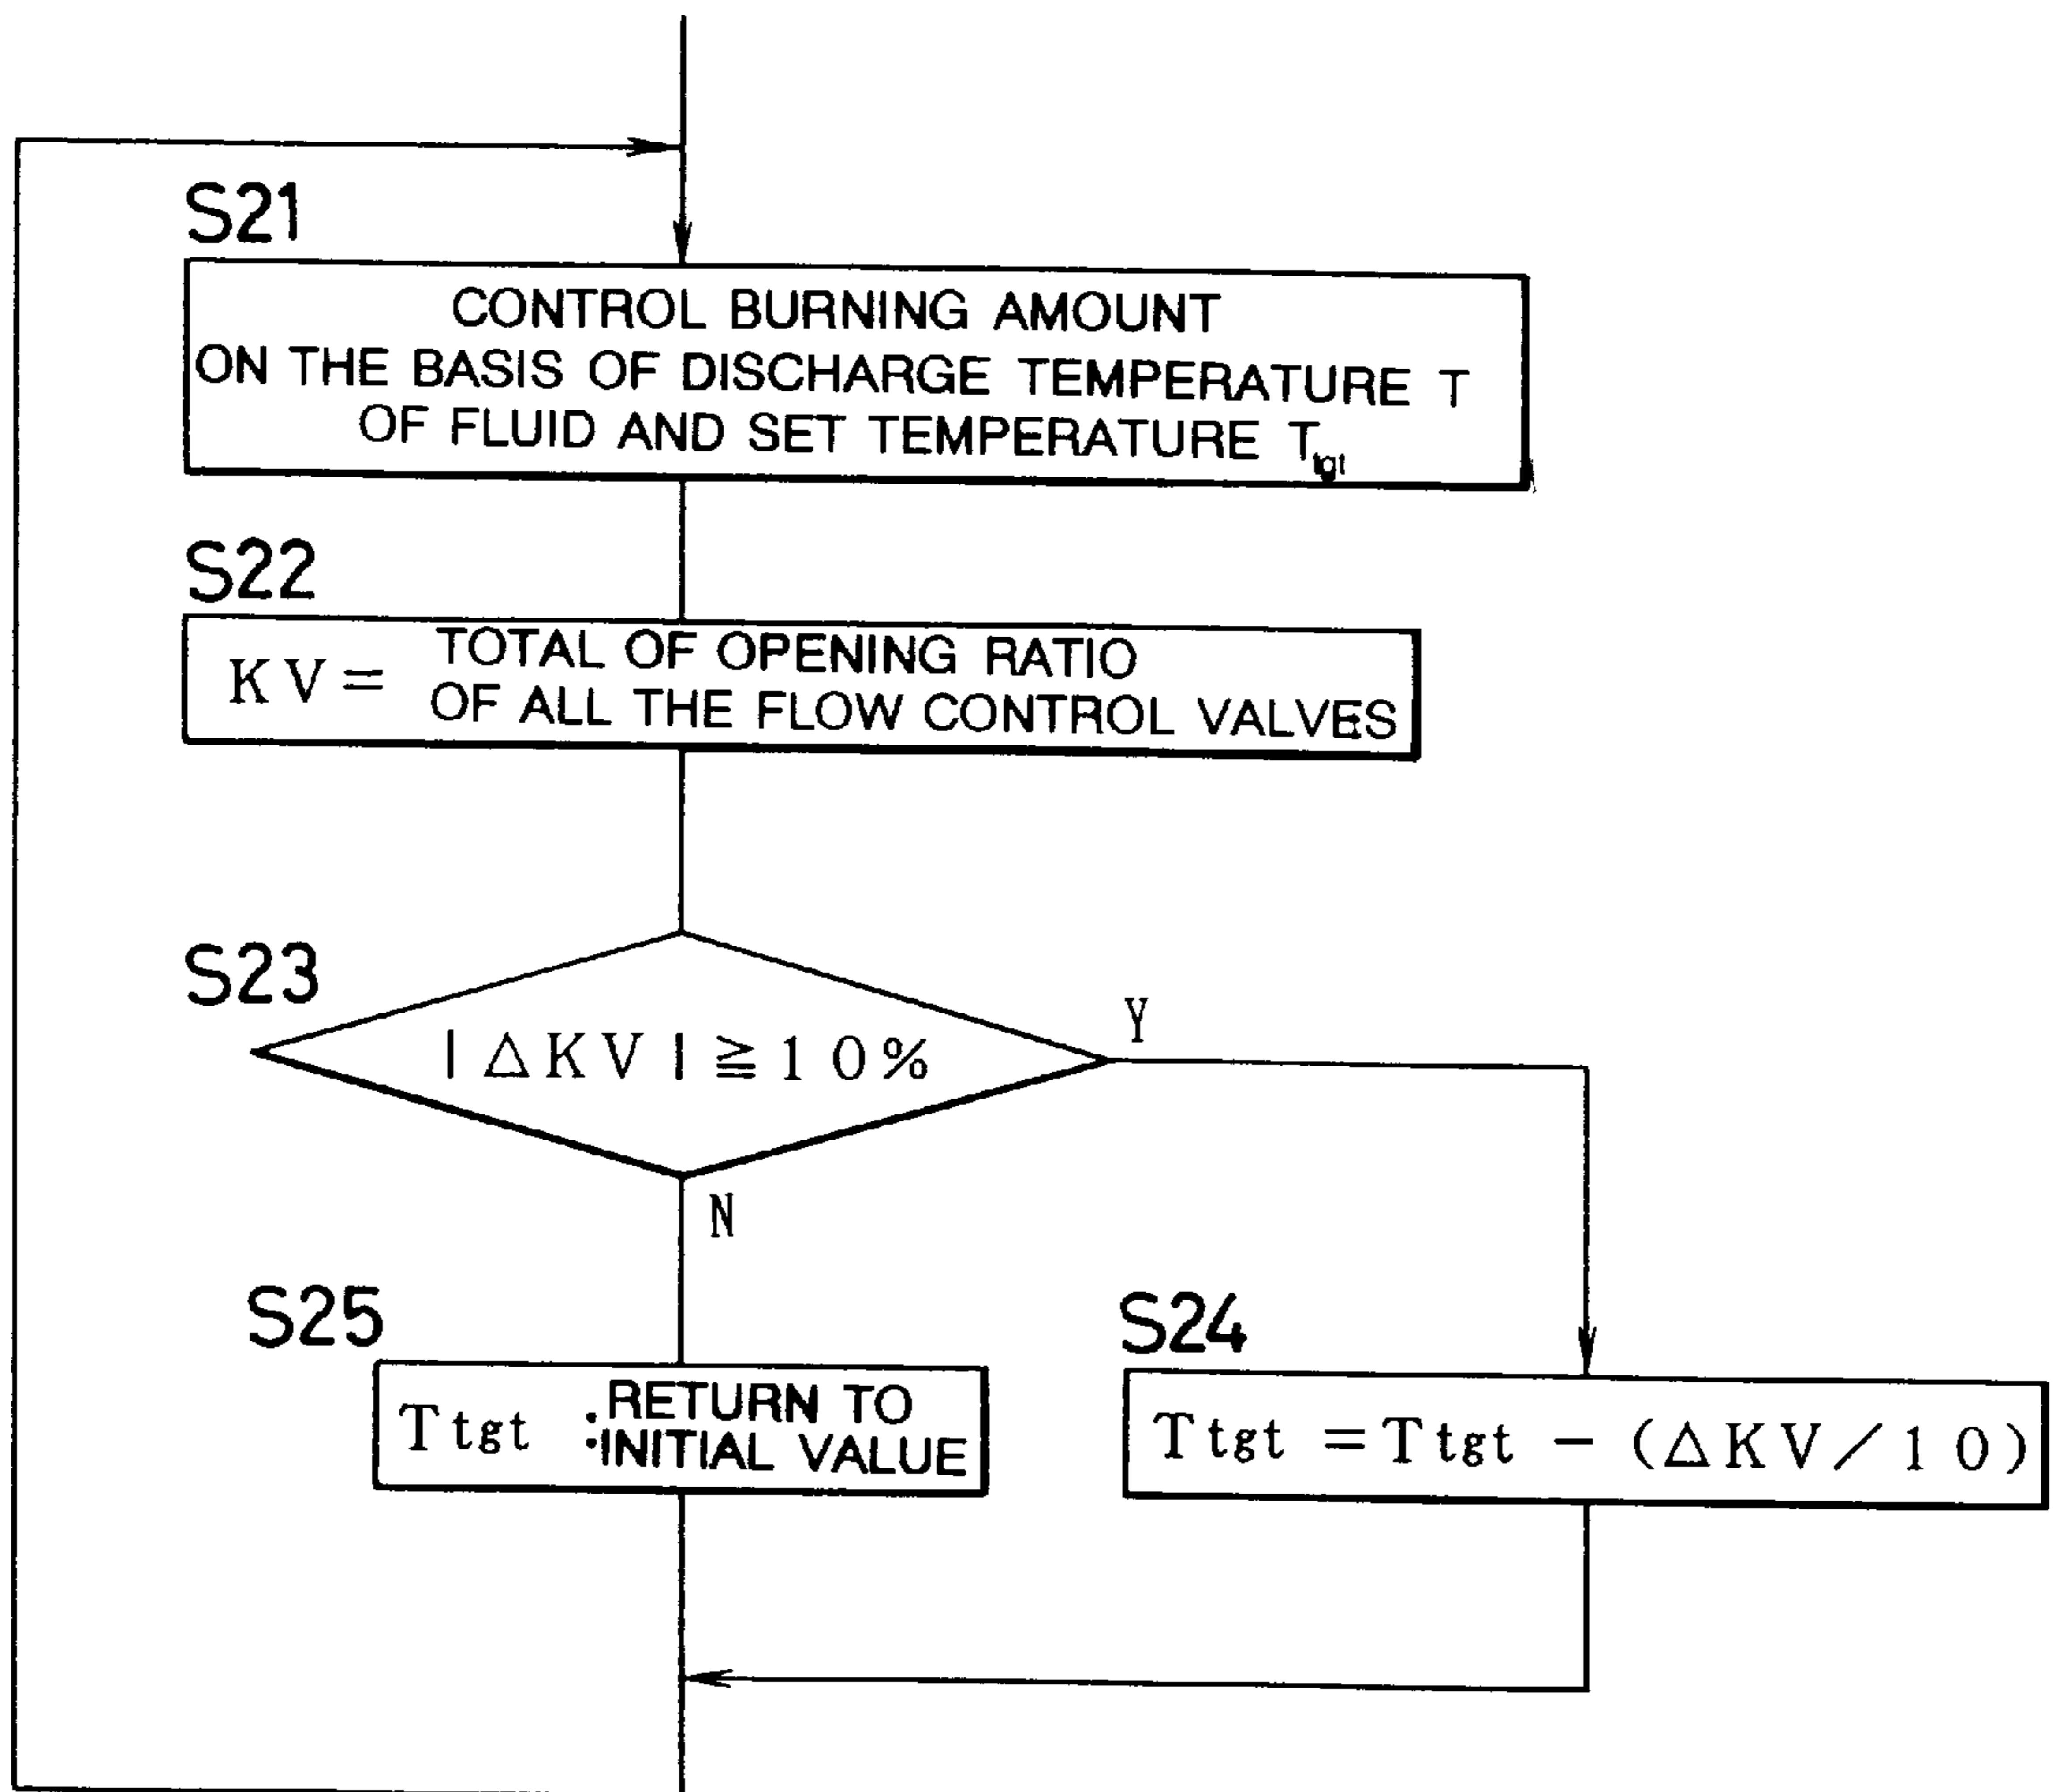 S21
CONTROL BURNING AMOUNT
ON THE BASIS OF DISCHARGE TEMPERATURE T
OF FLUID AND SET TEMPERATURE Ttgt
S22
KV= TOTAL OF OPENING RATIO
OF ALL THE FLOW CONTROL VALVES
S23
|ΔKV|≧10%
Y
N
S25
Ttgt : RETURN TO
INITIAL VALUE
S24
Ttgt =Ttgt −(ΔKV/10)